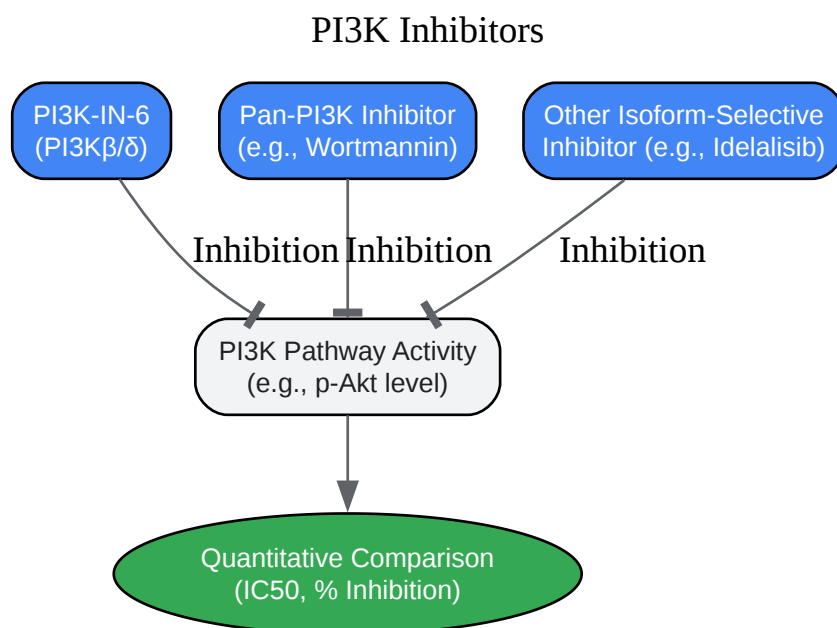 PI3K Inhibitors
PI3K-IN-6
(PI3Kβ/δ)
Pan-PI3K Inhibitor
(e.g., Wortmannin)
Other Isoform-Selective
Inhibitor (e.g., Idelalisib)
Inhibition
Inhibition
Inhibition
PI3K Pathway Activity
(e.g., p-Akt level)
Quantitative Comparison
(IC50, % Inhibition)